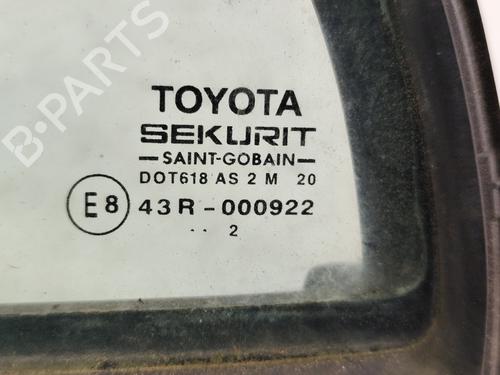 B-PARTS
TOYOTA
SEKURIT
SAINT-GOBAIN
DOT618 AS 2 M 20
E8 43R-000922
.. 2